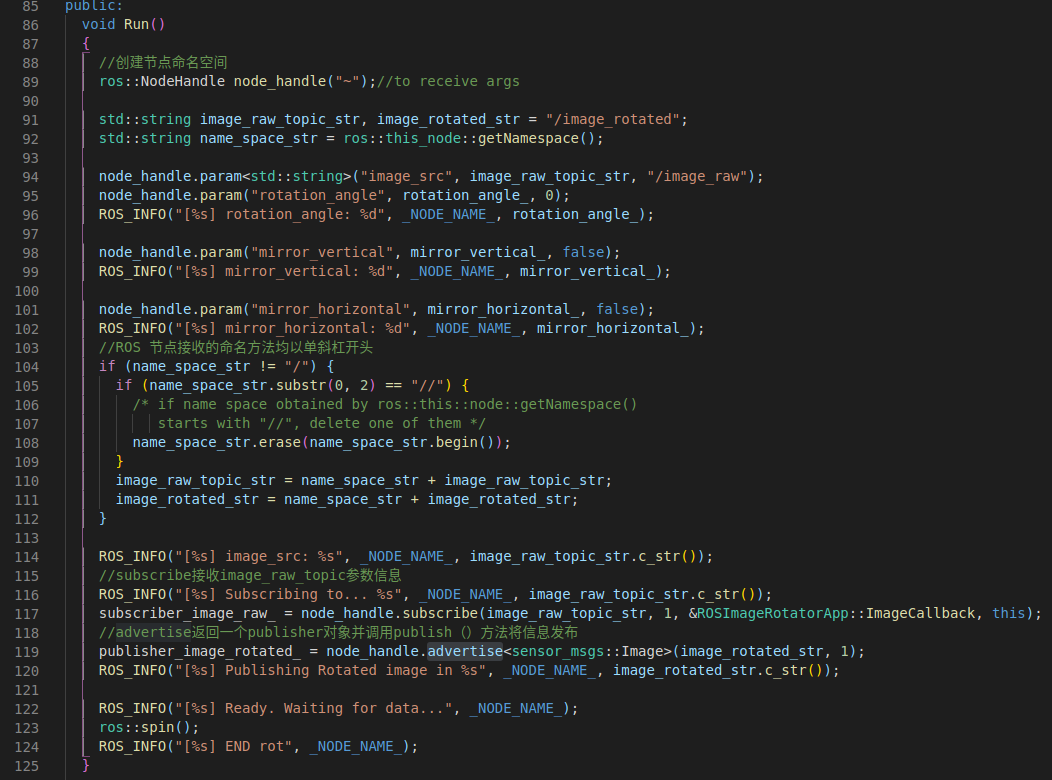 85 public:
86 void Run()
87 {
88 //创建节点命名空间
89 ros::NodeHandle node_handle("~");//to receive args
90
91 std::string image_raw_topic_str, image_rotated_str = "/image_rotated";
92 std::string name_space_str = ros::this_node::getNamespace();
93
94 node_handle.param<std::string>("image_src", image_raw_topic_str, "/image_raw");
95 node_handle.param("rotation_angle", rotation_angle_, 0);
96 ROS_INFO("[%s] rotation_angle: %d", _NODE_NAME_, rotation_angle_);
97
98 node_handle.param("mirror_vertical", mirror_vertical_, false);
99 ROS_INFO("[%s] mirror_vertical: %d", _NODE_NAME_, mirror_vertical_);
100
101 node_handle.param("mirror_horizontal", mirror_horizontal_, false);
102 ROS_INFO("[%s] mirror_horizontal: %d", _NODE_NAME_, mirror_horizontal_);
103 //ROS 节点接收的命名方法均以单斜杠开头
104 if (name_space_str != "/") {
105 if (name_space_str.substr(0, 2) == "//") {
106 /* if name space obtained by ros::this::node::getNamespace()
107 starts with "//", delete one of them */
108 name_space_str.erase(name_space_str.begin());
109 }
110 image_raw_topic_str = name_space_str + image_raw_topic_str;
111 image_rotated_str = name_space_str + image_rotated_str;
112 }
113
114 ROS_INFO("[%s] image_src: %s", _NODE_NAME_, image_raw_topic_str.c_str());
115 //subscribe接收image_raw_topic参数信息
116 ROS_INFO("[%s] Subscribing to... %s", _NODE_NAME_, image_raw_topic_str.c_str());
117 subscriber_image_raw_ = node_handle.subscribe(image_raw_topic_str, 1, &ROSImageRotatorApp::ImageCallback, this);
118 //advertise返回一个publisher对象并调用publish（）方法将信息发布
119 publisher_image_rotated_ = node_handle.advertise<sensor_msgs::Image>(image_rotated_str, 1);
120 ROS_INFO("[%s] Publishing Rotated image in %s", _NODE_NAME_, image_rotated_str.c_str());
121
122 ROS_INFO("[%s] Ready. Waiting for data...", _NODE_NAME_);
123 ros::spin();
124 ROS_INFO("[%s] END rot", _NODE_NAME_);
125 }